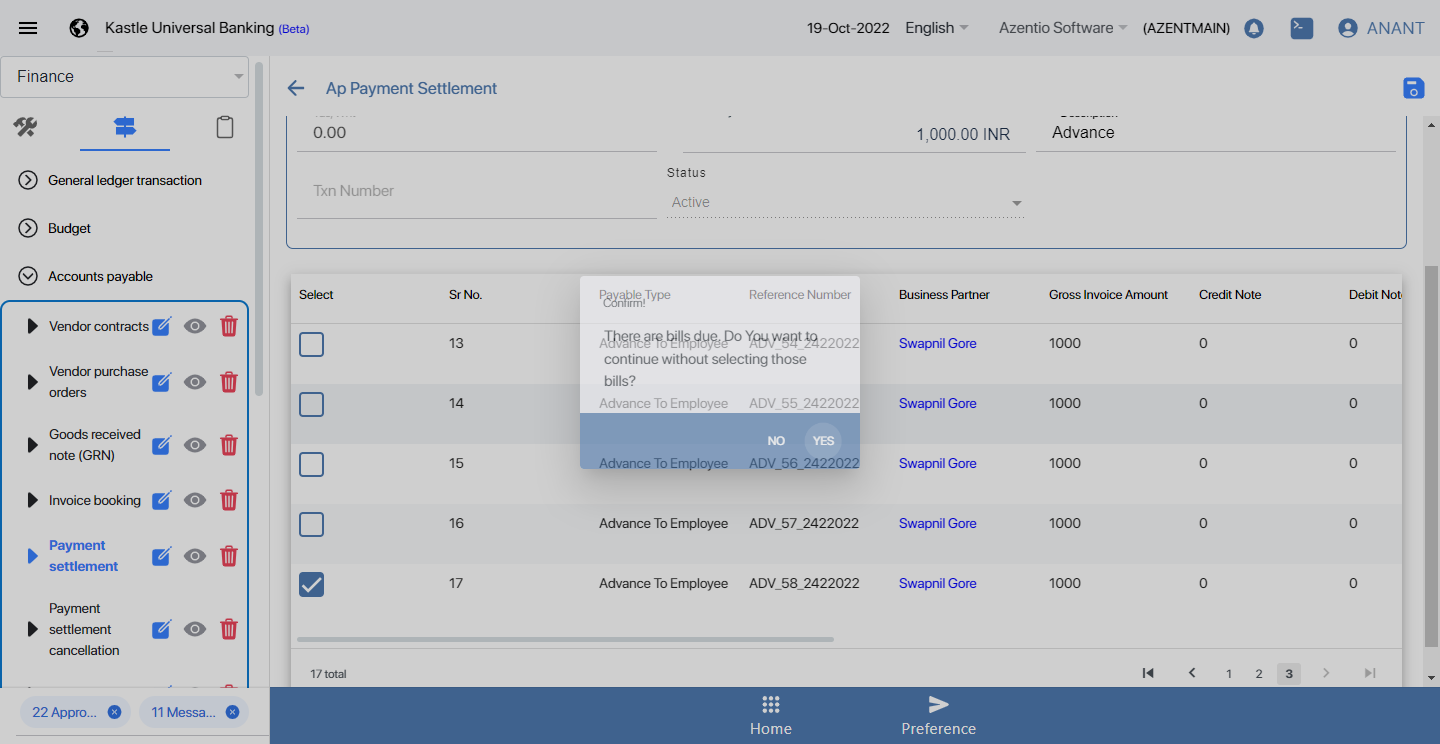 Kastle Universal Banking (Beta)
19-Oct-2022
English
Azentio Software
(AZENTMAIN)
ANANT
Finance
Ap Payment Settlement
General ledger transaction
Budget
Accounts payable
Vendor contracts
Vendor purchase
orders
Goods received
note (GRN)
Invoice booking
Payment
settlement
Payment
settlement
cancellation
22 Appro...
11 Messa...
0.00
1,000.00 INR
Description
Advance
Txn Number
Status
Active
Select Sr No. Payable Type Reference Number Business Partner Gross Invoice Amount Credit Note Debit Not
13 Advance To Employee ADV_54_2422022 Swapnil Gore 1000 0 0
14 Advance To Employee ADV_55_2422022 Swapnil Gore 1000 0 0
15 Advance To Employee ADV_56_2422022 Swapnil Gore 1000 0 0
16 Advance To Employee ADV_57_2422022 Swapnil Gore 1000 0 0
17 Advance To Employee ADV_58_2422022 Swapnil Gore 1000 0 0
Confirm!
There are bills due. Do You want to
continue without selecting those
bills?
NO YES
17 total
1 2 3
Home
Preference